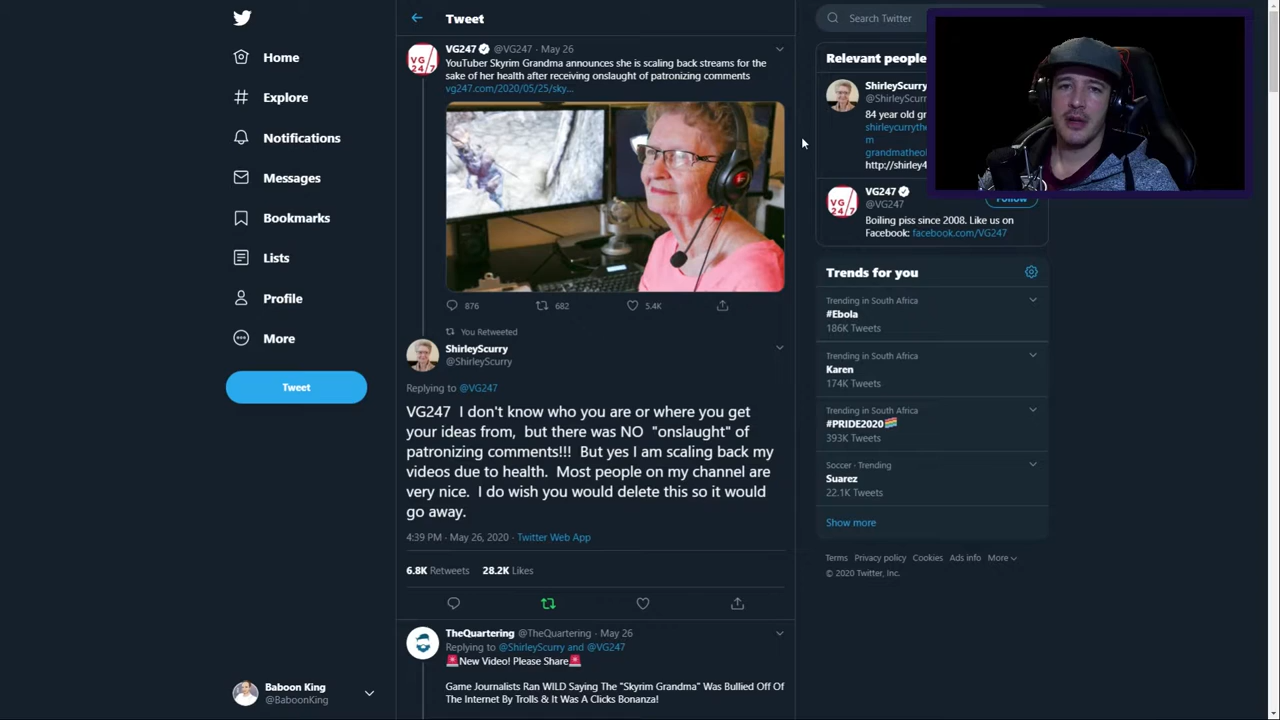 Home
Explore
Notifications
Messages
Bookmarks
Lists
Profile
More
Tweet
Baboon King
@BaboonKing
Tweet
VG247 @VG247 · May 26
YouTuber Skyrim Grandma announces she is scaling back streams for the
sake of her health after receiving onslaught of patronizing comments
vg247.com/2020/05/25/sky...
876 682 5.4K
You Retweeted
ShirleyScurry
@ShirleyScurry
Replying to @VG247
VG247 I don't know who you are or where you get
your ideas from, but there was NO "onslaught" of
patronizing comments!!! But yes I am scaling back my
videos due to health. Most people on my channel are
very nice. I do wish you would delete this so it would
go away.
4:39 PM · May 26, 2020 · Twitter Web App
6.8K Retweets 28.2K Likes
TheQuartering @TheQuartering · May 26
Replying to @ShirleyScurry and @VG247
🚨New Video! Please Share🚨
Game Journalists Ran WILD Saying The "Skyrim Grandma" Was Bullied Off Of
The Internet By Trolls & It Was A Clicks Bonanza!
Search Twitter
Relevant people
ShirleyScurry
@ShirleyScurry
84 year old gr
shirleycurrythe
m
grandmatheol
http://shirley4
VG247
@VG247
Follow
Boiling piss since 2008. Like us on
Facebook: facebook.com/VG247
VG
24/7
Trends for you
Trending in South Africa
#Ebola
186K Tweets
Trending in South Africa
Karen
174K Tweets
Trending in South Africa
#PRIDE2020
393K Tweets
Soccer · Trending
Suarez
22.1K Tweets
Show more
Terms Privacy policy Cookies Ads info More
© 2020 Twitter, Inc.